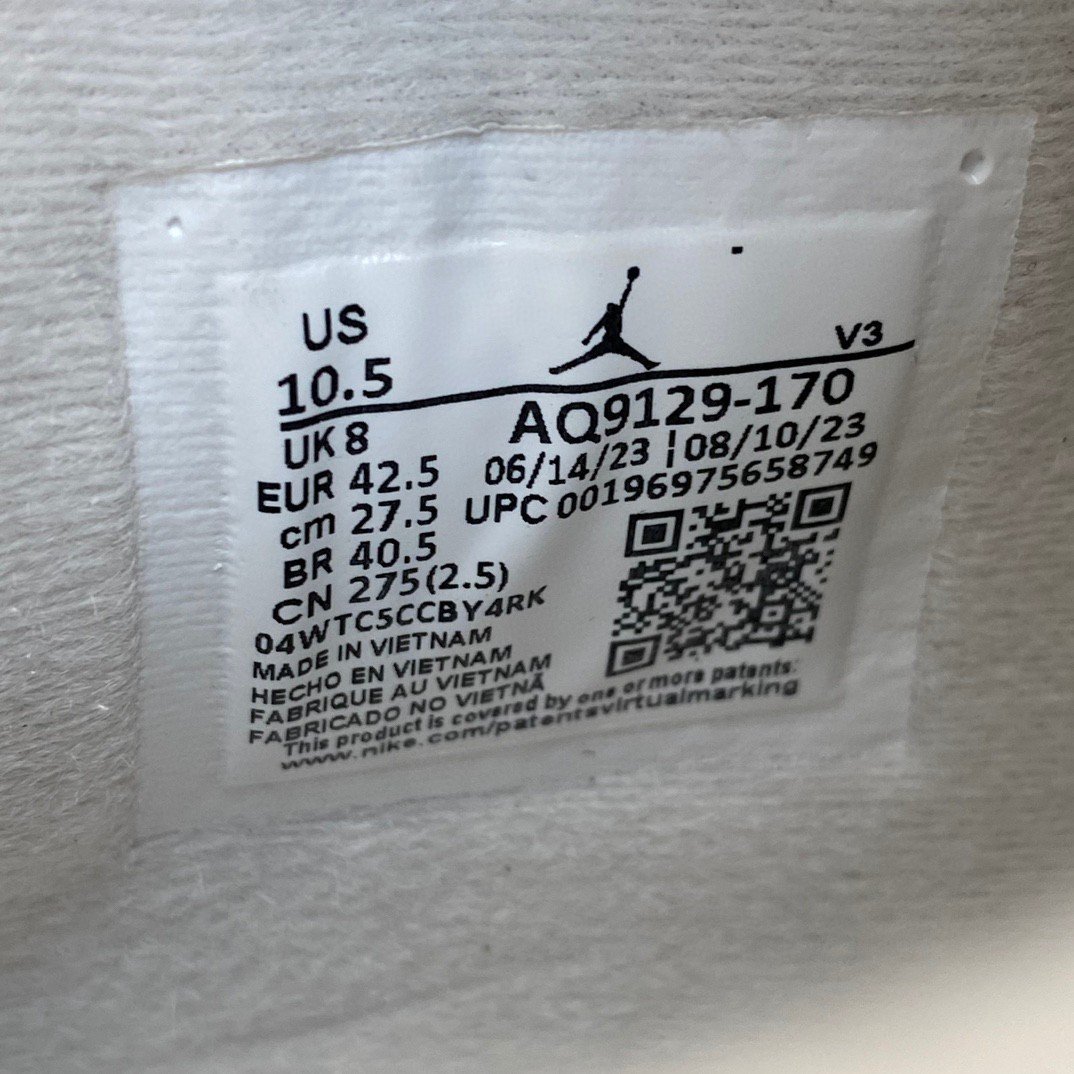 US
10.5
V3
UK 8
AQ9129-170
EUR 42.5
06/14/23 | 08/10/23
cm 27.5
UPC 00196975658749
BR 40.5
CN 275(2.5)
04WTC5CCBY4RK
MADE IN VIETNAM
HECHO EN VIETNAM
FABRIQUE AU VIETNAM
FABRICADO NO VIETNÃ
This product is covered by one or more patents:
www.nike.com/patentsvirtualmarking